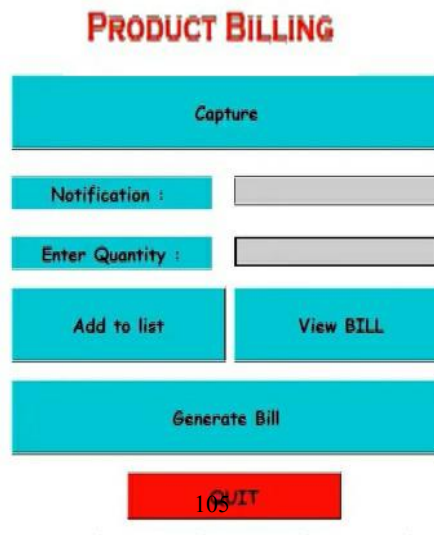 PRODUCT BILLING
Capture
Notification :
Enter Quantity :
Add to list View BILL
Generate Bill
QUIT
105